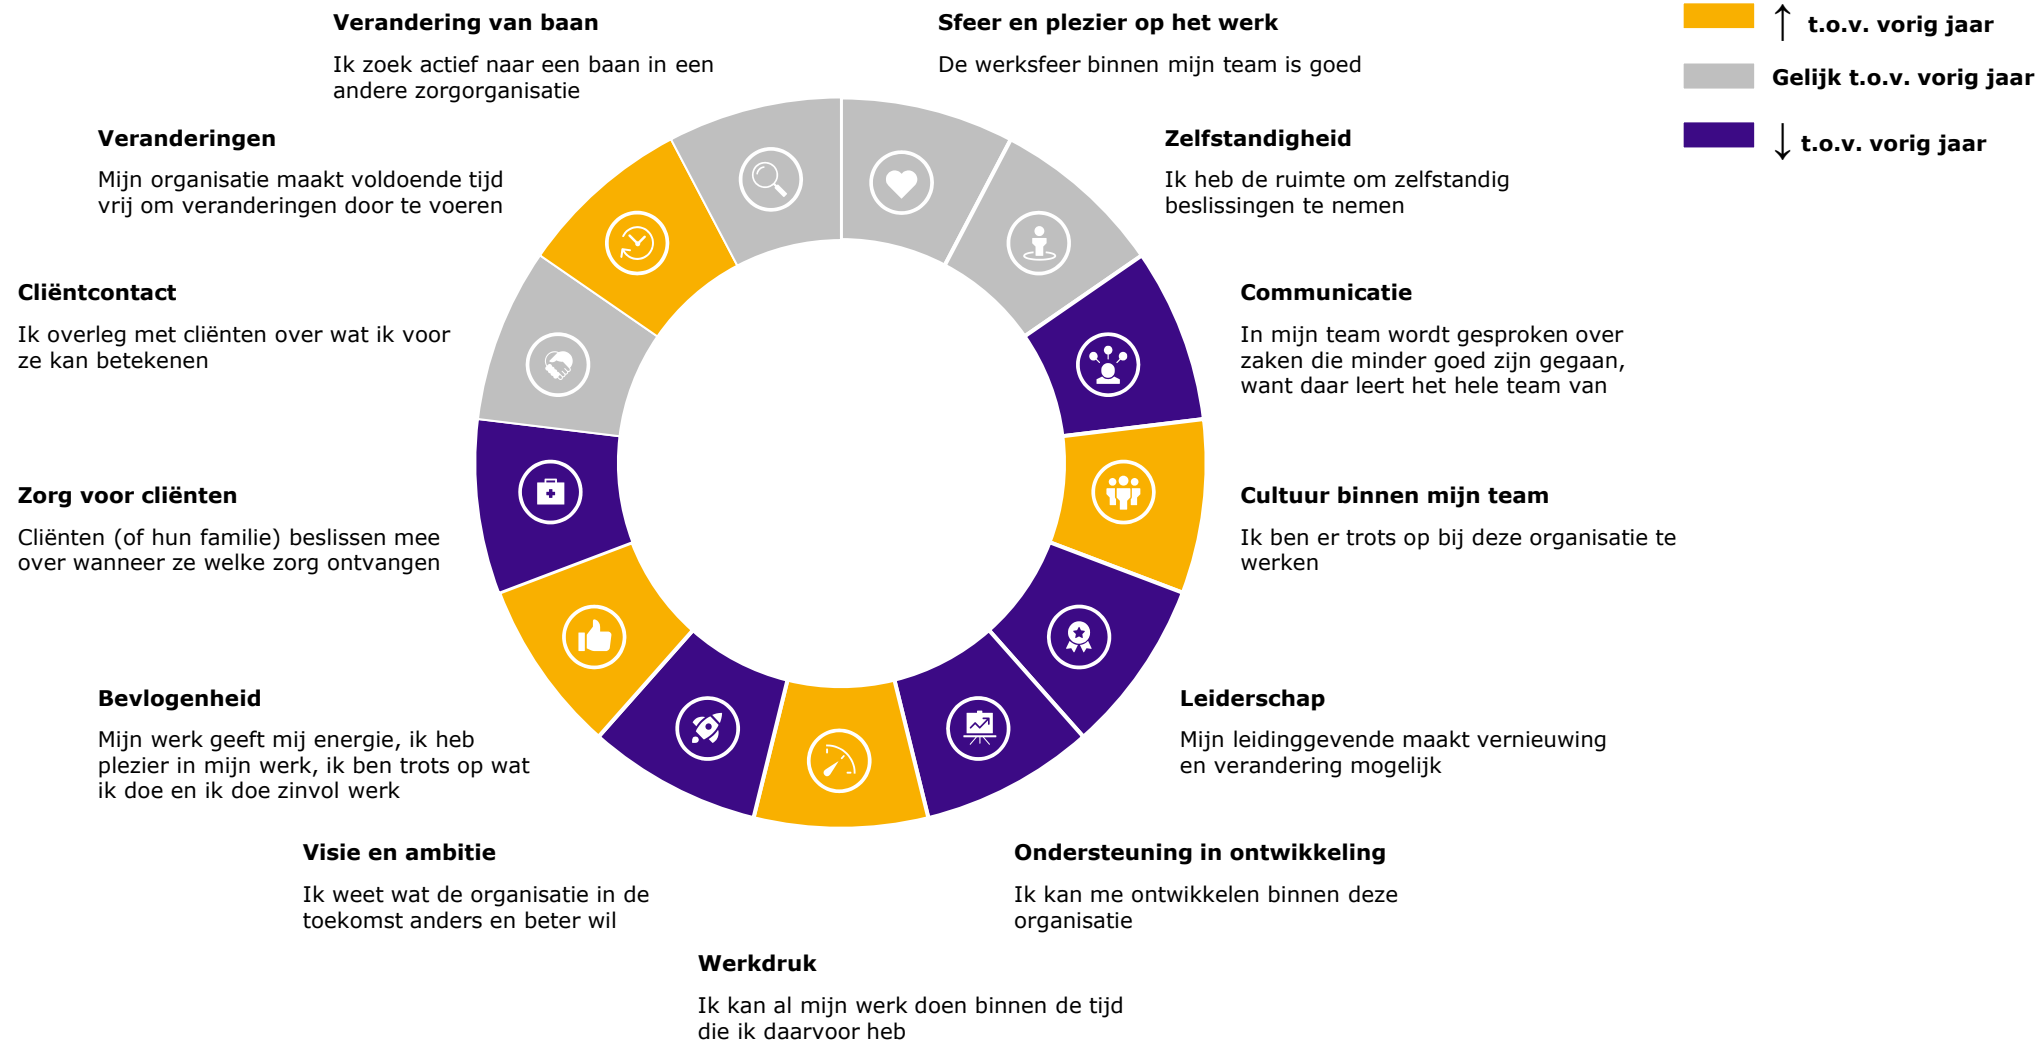 Verandering van baan
Ik zoek actief naar een baan in een
andere zorgorganisatie
Sfeer en plezier op het werk
De werksfeer binnen mijn team is goed
↑ t.o.v. vorig jaar
Gelijk t.o.v. vorig jaar
↓ t.o.v. vorig jaar
Veranderingen
Mijn organisatie maakt voldoende tijd
vrij om veranderingen door te voeren
Zelfstandigheid
Ik heb de ruimte om zelfstandig
beslissingen te nemen
Cliëntcontact
Ik overleg met cliënten over wat ik voor
ze kan betekenen
Communicatie
In mijn team wordt gesproken over
zaken die minder goed zijn gegaan,
want daar leert het hele team van
Zorg voor cliënten
Cliënten (of hun familie) beslissen mee
over wanneer ze welke zorg ontvangen
Cultuur binnen mijn team
Ik ben er trots op bij deze organisatie te
werken
Bevlogenheid
Mijn werk geeft mij energie, ik heb
plezier in mijn werk, ik ben trots op wat
ik doe en ik doe zinvol werk
Leiderschap
Mijn leidinggevende maakt vernieuwing
en verandering mogelijk
Visie en ambitie
Ik weet wat de organisatie in de
toekomst anders en beter wil
Ondersteuning in ontwikkeling
Ik kan me ontwikkelen binnen deze
organisatie
Werkdruk
Ik kan al mijn werk doen binnen de tijd
die ik daarvoor heb